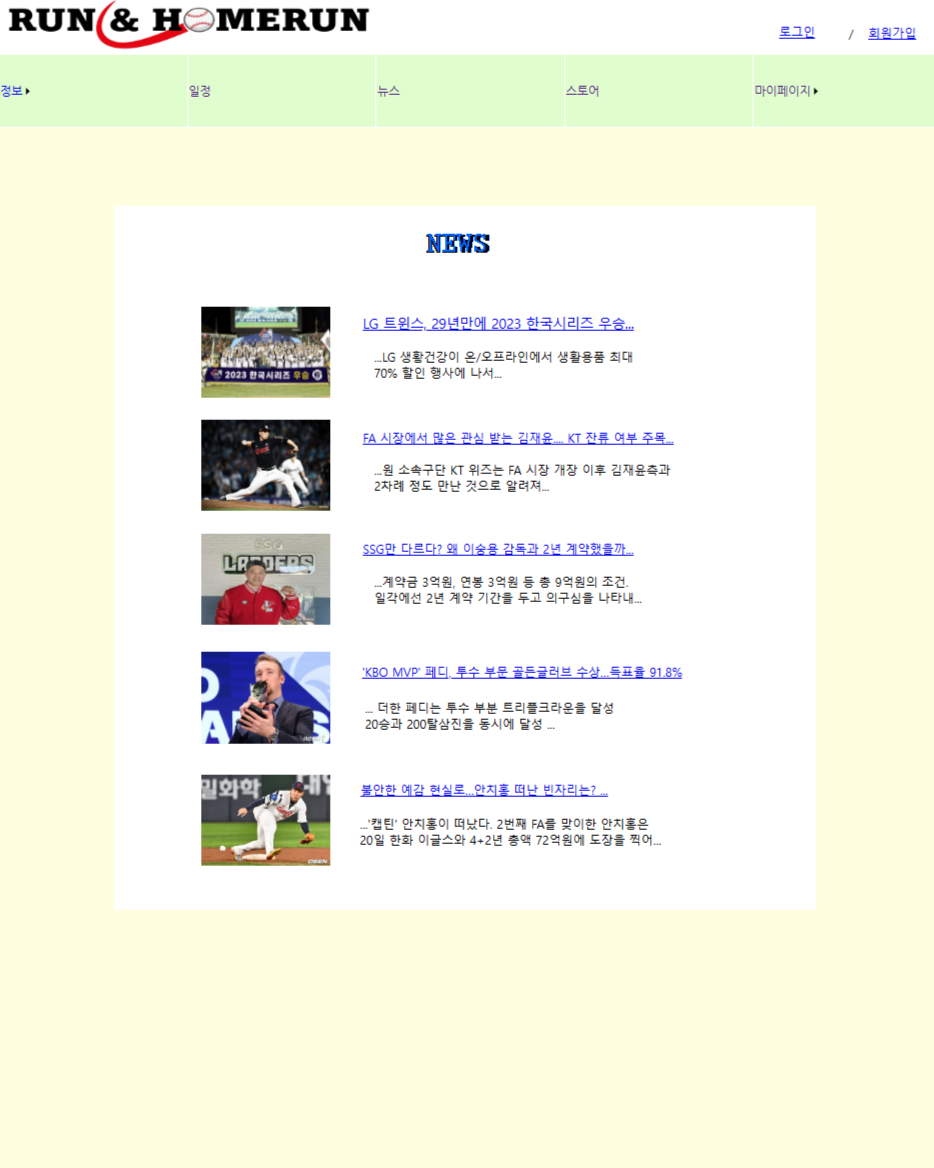 RUN & HOMERUN
로그인 / 회원가입
정보
일정
뉴스
스토어
마이페이지
NEWS
LG 트윈스, 29년만에 2023 한국시리즈 우승...
...LG 생활건강이 온/오프라인에서 생활용품 최대
70% 할인 행사에 나서...
2023 한국시리즈 우승
FA 시장에서 많은 관심 받는 김재윤.... KT 잔류 여부 주목...
...원 소속구단 KT 위즈는 FA 시장 개장 이후 김재윤측과
2차례 정도 만난 것으로 알려져...
SSG
LANDERS
SSG만 다르다? 왜 이숭용 감독과 2년 계약했을까...
...계약금 3억원, 연봉 3억원 등 총 9억원의 조건.
일각에선 2년 계약 기간을 두고 의구심을 나타내...
'KBO MVP' 페디, 투수 부문 골든글러브 수상...득표율 91.8%
... 더한 페디는 투수 부분 트리플크라운을 달성
20승과 200탈삼진을 동시에 달성 ...
밀화학
OSEN
불안한 예감 현실로...안치홍 떠난 빈자리는? ...
...'캡틴' 안치홍이 떠났다. 2번째 FA를 맞이한 안치홍은
20일 한화 이글스와 4+2년 총액 72억원에 도장을 찍어...